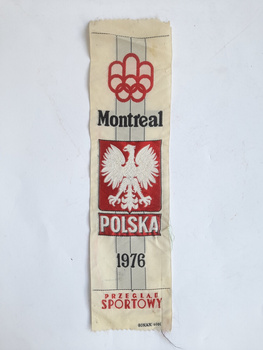 Montreal
POLSKA
1976
PRZEGLĄD
SPORTOWY